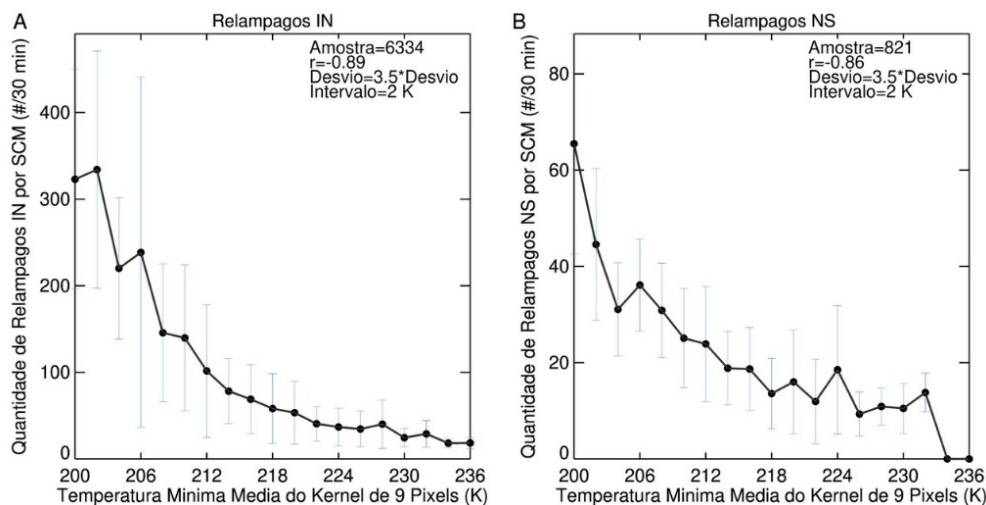 A
Relampagos IN
Amostra=6334
r=-0.89
Desvio=3.5*Desvio
Intervalo=2 K
Quantidade de Relampagos IN por SCM (#/30 min)
400
300
200
100
0
200 206 212 218 224 230 236
Temperatura Minima Media do Kernel de 9 Pixels (K)
B
Relampagos NS
Amostra=821
r=-0.86
Desvio=3.5*Desvio
Intervalo=2 K
Quantidade de Relampagos NS por SCM (#/30 min)
80
60
40
20
0
200 206 212 218 224 230 236
Temperatura Minima Media do Kernel de 9 Pixels (K)